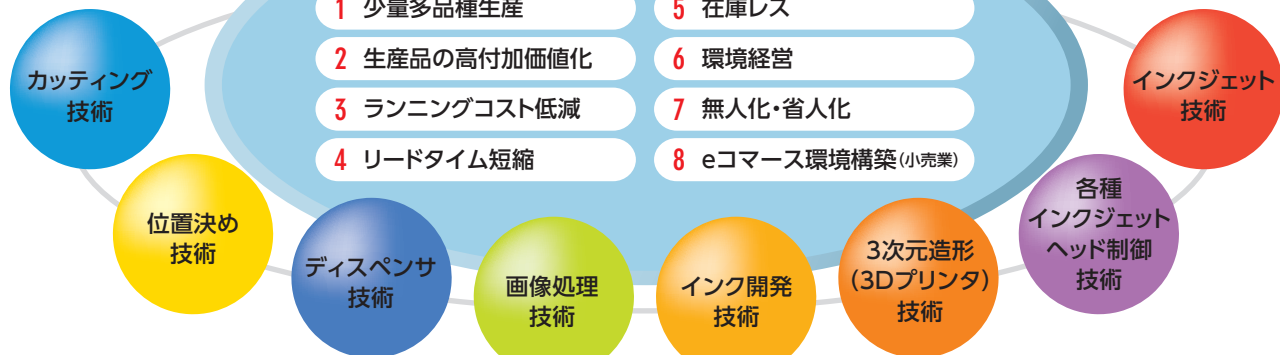 1 少量多品種生産
2 生産品の高付加価値化
3 ランニングコスト低減
4 リードタイム短縮
5 在庫レス
6 環境経営
7 無人化・省人化
8 eコマース環境構築(小売業)
カッティング
技術
位置決め
技術
ディスペンサ
技術
画像処理
技術
インク開発
技術
3次元造形
(3Dプリンタ)
技術
各種
インクジェット
ヘッド制御
技術
インクジェット
技術